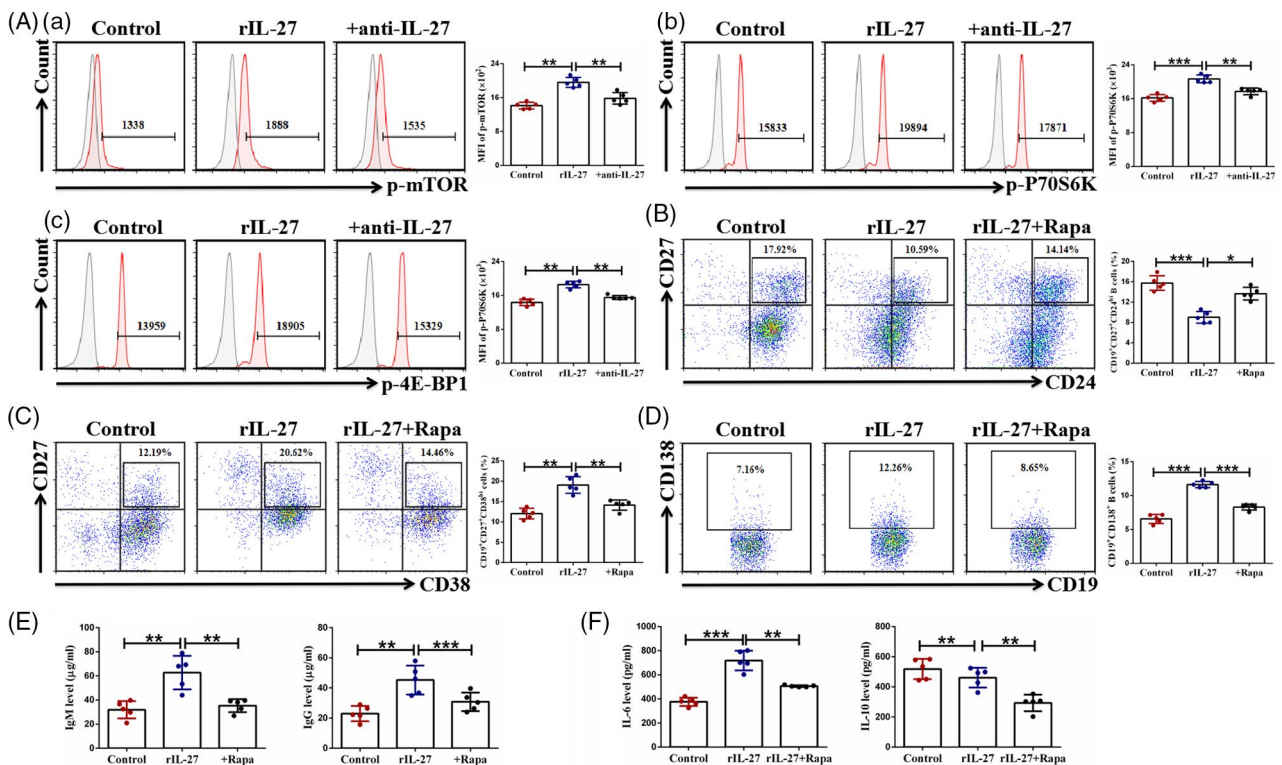 (A) (a)
Control rIL-27 +anti-IL-27
Count
1338 1888 1535
p-mTOR
MFI of p-mTOR (×10²)
24
16
8
0
** **
Control rIL-27 +anti-IL-27
(b)
Control rIL-27 +anti-IL-27
Count
15833 19894 17871
p-P70S6K
MFI of p-P70S6K (×10³)
24
16
8
0
*** **
Control rIL-27 +anti-IL-27
(c)
Control rIL-27 +anti-IL-27
Count
13959 18905 15329
p-4E-BP1
MFI of p-P70S6K (×10³)
24
16
8
0
** **
Control rIL-27 +anti-IL-27
(B)
Control rIL-27 rIL-27+Rapa
CD27
17.92% 10.59% 14.14%
CD24
CD19⁺CD27⁺CD24ʰⁱ B cells (%)
20
16
12
8
4
0
*** *
Control rIL-27 +Rapa
(C)
Control rIL-27 rIL-27+Rapa
CD27
12.19% 20.62% 14.46%
CD38
CD19⁺CD27⁺CD38ʰⁱ B cells (%)
25
20
15
10
5
0
** **
Control rIL-27 +Rapa
(D)
Control rIL-27 rIL-27+Rapa
CD138
7.16% 12.26% 8.65%
CD19
CD19⁺CD138⁺ B cells (%)
15
10
5
0
*** ***
Control rIL-27 +Rapa
(E)
IgM level (μg/ml)
100
80
60
40
20
0
** **
Control rIL-27 +Rapa
IgG level (μg/ml)
80
60
40
20
0
** ***
Control rIL-27 +Rapa
(F)
IL-6 level (pg/ml)
1000
800
600
400
200
0
*** **
Control rIL-27 rIL-27+Rapa
IL-10 level (pg/ml)
800
600
400
200
0
** **
Control rIL-27 rIL-27+Rapa